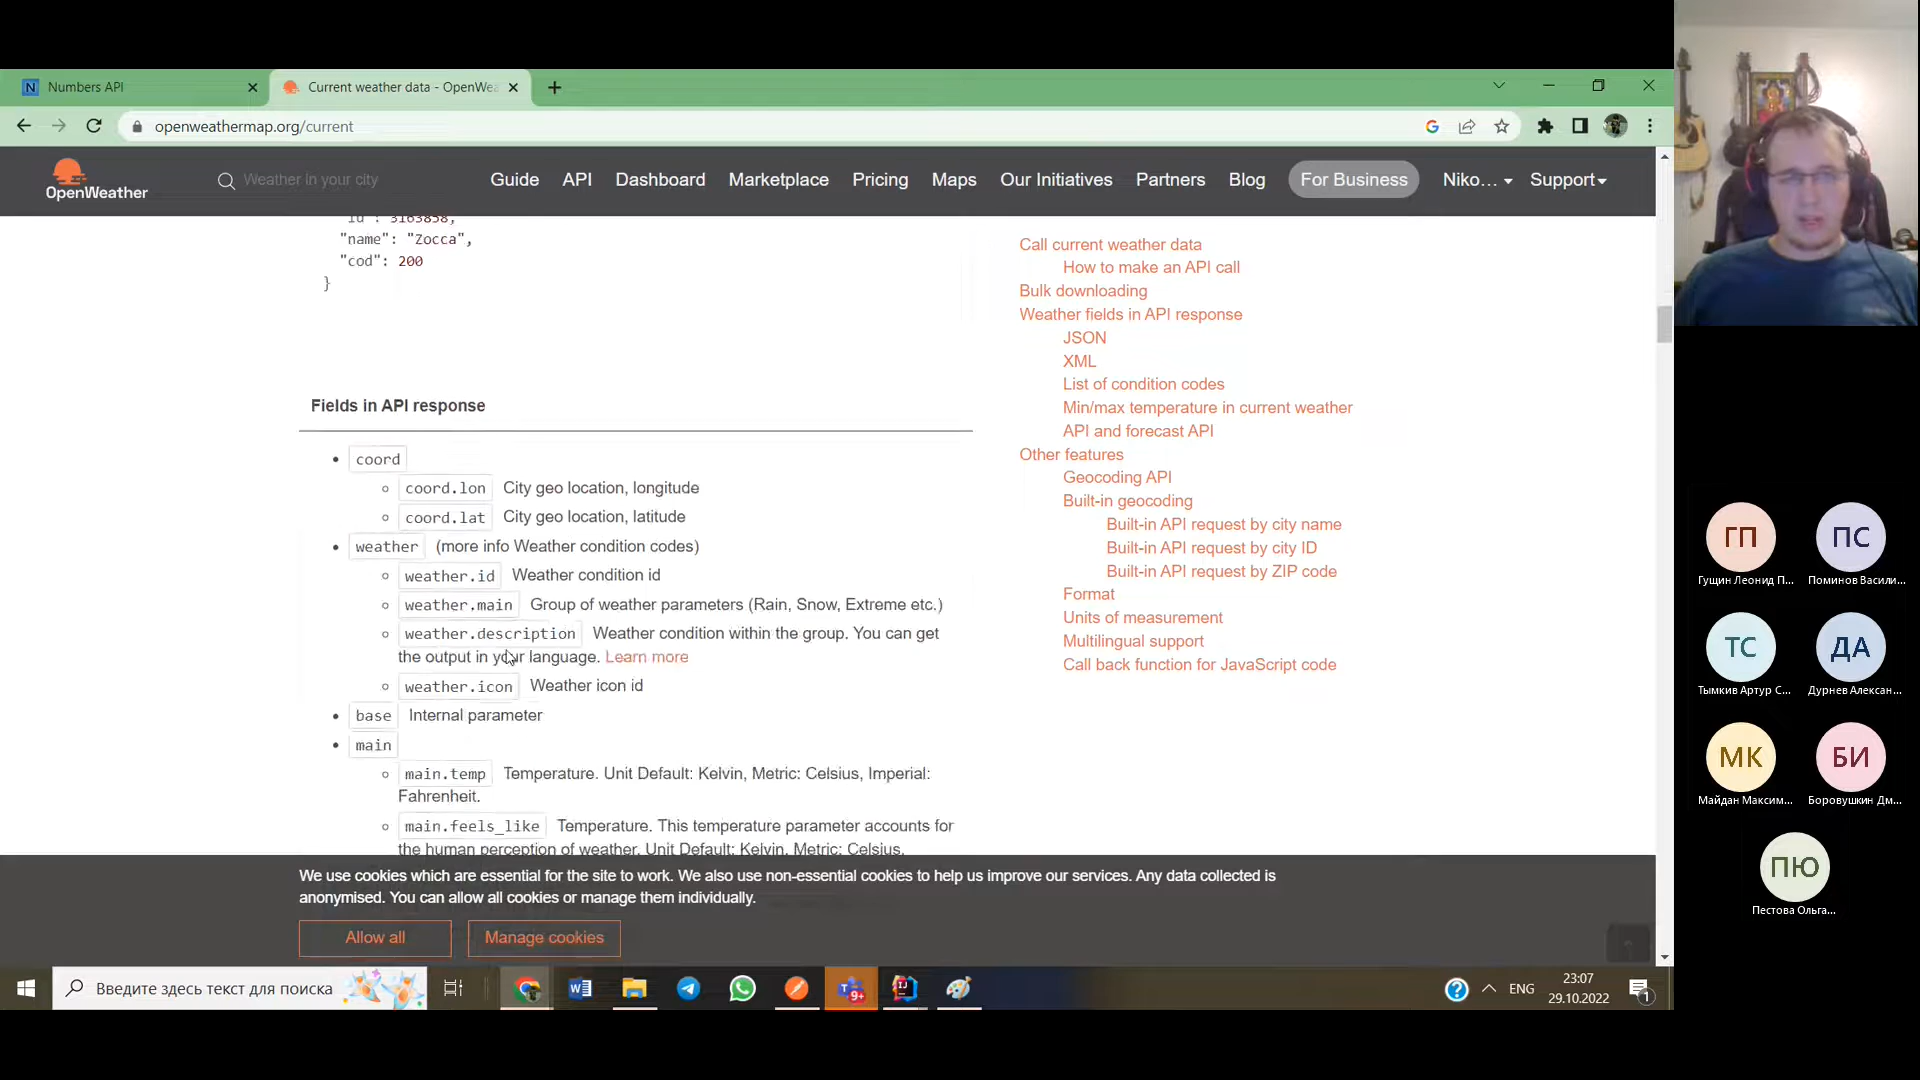 Numbers API
Current weather data - OpenWea
openweathermap.org/current
OpenWeather
Weather in your city
Guide
API
Dashboard
Marketplace
Pricing
Maps
Our Initiatives
Partners
Blog
For Business
Niko...
Support
"id": 3163858,
"name": "Zocca",
"cod": 200
}
Fields in API response
coord
coord.lon City geo location, longitude
coord.lat City geo location, latitude
weather (more info Weather condition codes)
weather.id Weather condition id
weather.main Group of weather parameters (Rain, Snow, Extreme etc.)
weather.description Weather condition within the group. You can get
the output in your language. Learn more
weather.icon Weather icon id
base Internal parameter
main
main.temp Temperature. Unit Default: Kelvin, Metric: Celsius, Imperial:
Fahrenheit.
main.feels_like Temperature. This temperature parameter accounts for
the human perception of weather. Unit Default: Kelvin, Metric: Celsius,
Call current weather data
How to make an API call
Bulk downloading
Weather fields in API response
JSON
XML
List of condition codes
Min/max temperature in current weather
API and forecast API
Other features
Geocoding API
Built-in geocoding
Built-in API request by city name
Built-in API request by city ID
Built-in API request by ZIP code
Format
Units of measurement
Multilingual support
Call back function for JavaScript code
We use cookies which are essential for the site to work. We also use non-essential cookies to help us improve our services. Any data collected is
anonymised. You can allow all cookies or manage them individually.
Allow all
Manage cookies
Введите здесь текст для поиска
9+
ENG
23:07
29.10.2022
1
ГП
Гущин Леонид П...
ПС
Поминов Васили...
ТС
Тымкив Артур С...
ДА
Дурнев Алексан...
МК
Майдан Максим...
БИ
Боровушкин Дм...
ПЮ
Пестова Ольга...